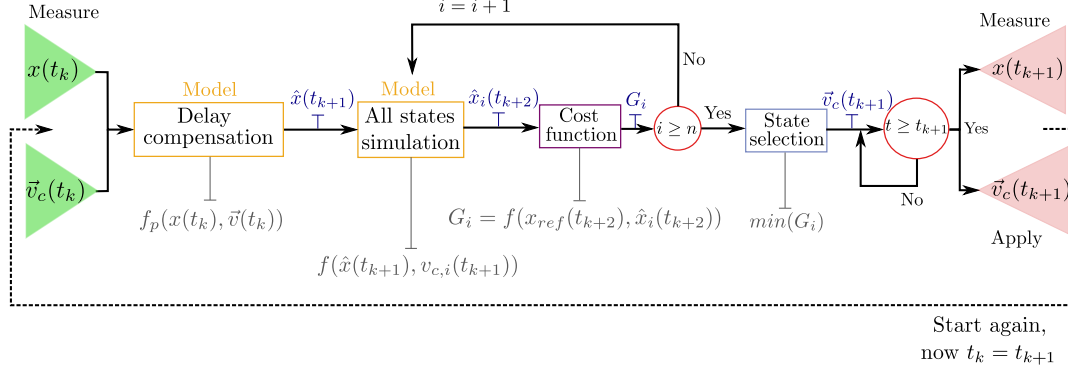 i = i + 1
Measure
Measure
x(t_k)
Model
Delay
compensation
x̂(t_{k+1})
Model
All states
simulation
x̂_i(t_{k+2})
Cost
function
G_i
No
i ≥ n
Yes
State
selection
v⃗_c(t_{k+1})
t ≥ t_{k+1}
Yes
No
x(t_{k+1})
v⃗_c(t_k)
v⃗_c(t_{k+1})
f_p(x(t_k), v⃗(t_k))
G_i = f(x_{ref}(t_{k+2}), x̂_i(t_{k+2}))
min(G_i)
Apply
f(x̂(t_{k+1}), v_{c,i}(t_{k+1}))
Start again,
now t_k = t_{k+1}